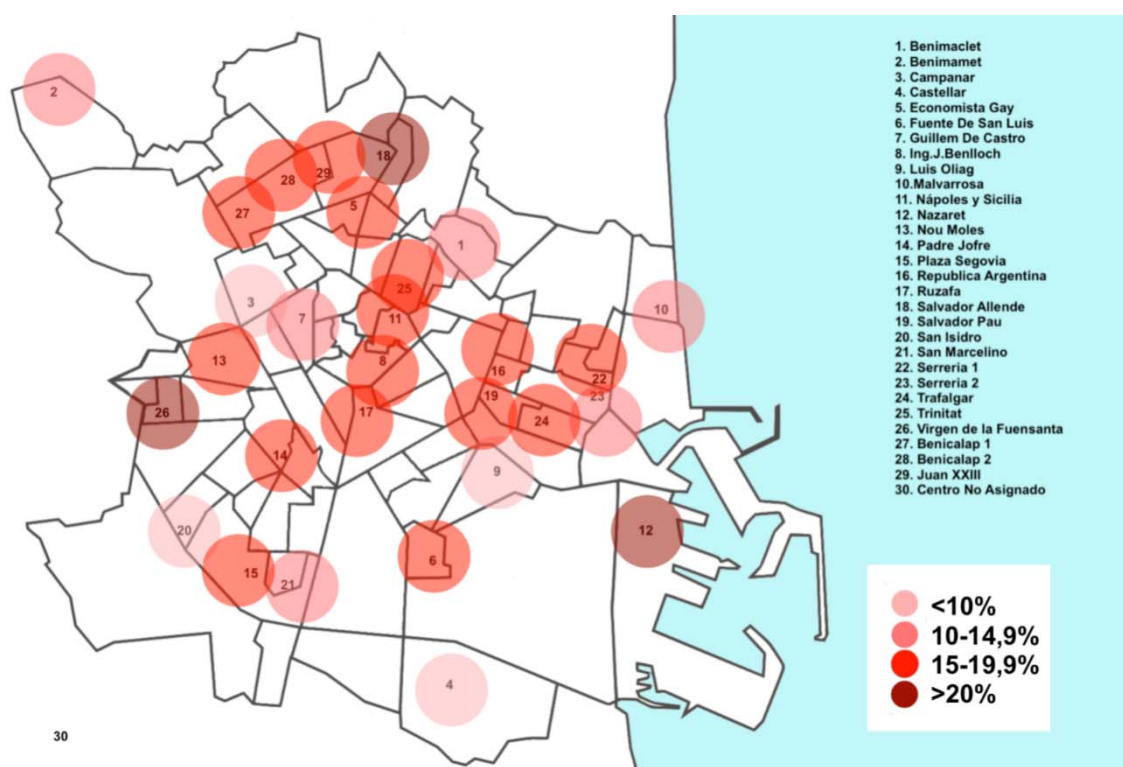 1. Benimaclet
2. Benimamet
3. Campanar
4. Castellar
5. Economista Gay
6. Fuente De San Luis
7. Guillem De Castro
8. Ing.J.Benlloch
9. Luis Oliag
10.Malvarrosa
11. Nápoles y Sicilia
12. Nazaret
13. Nou Moles
14. Padre Jofre
15. Plaza Segovia
16. Republica Argentina
17. Ruzafa
18. Salvador Allende
19. Salvador Pau
20. San Isidro
21. San Marcelino
22. Serreria 1
23. Serreria 2
24. Trafalgar
25. Trinitat
26. Virgen de la Fuensanta
27. Benicalap 1
28. Benicalap 2
29. Juan XXIII
30. Centro No Asignado
2
18
29
28
27
5
1
25
3
10
7
11
13
8
16
22
26
17
19
24
23
14
9
20
12
6
15
21
4
30
<10%
10-14,9%
15-19,9%
>20%